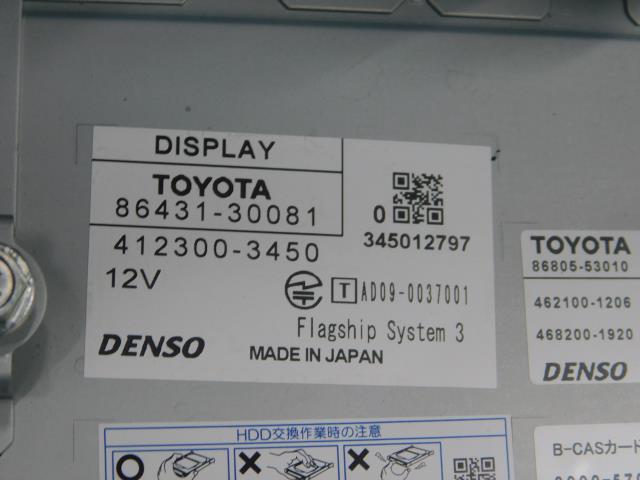 DISPLAY
TOYOTA
86431-30081
0
345012797
412300-3450
12V
T AD09-0037001
Flagship System 3
DENSO
MADE IN JAPAN
TOYOTA
86805-53010
462100-1206
468200-1920
DENSO
HDD交換作業時の注意
B-CASカード